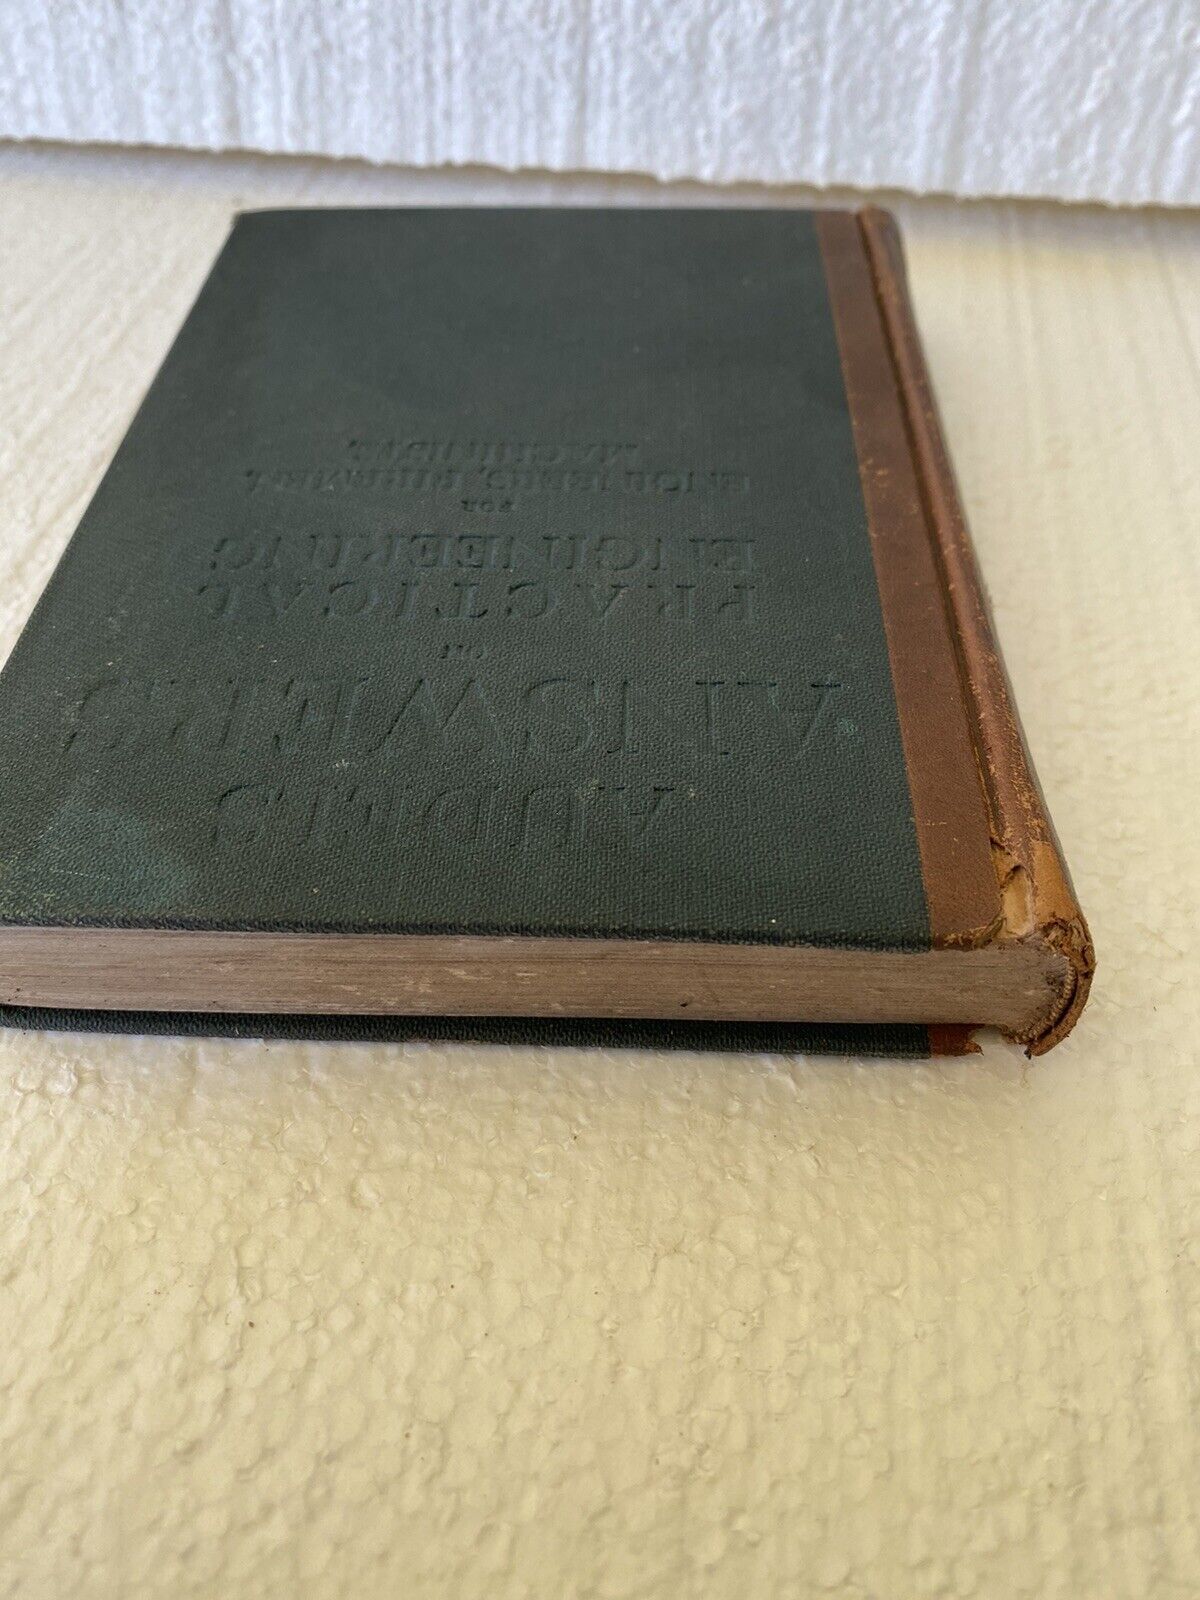 AUDELS
ANSWERS
ON
PRACTICAL
ENGINEERING
FOR
ENGINEERS, FIREMEN
MACHINISTS